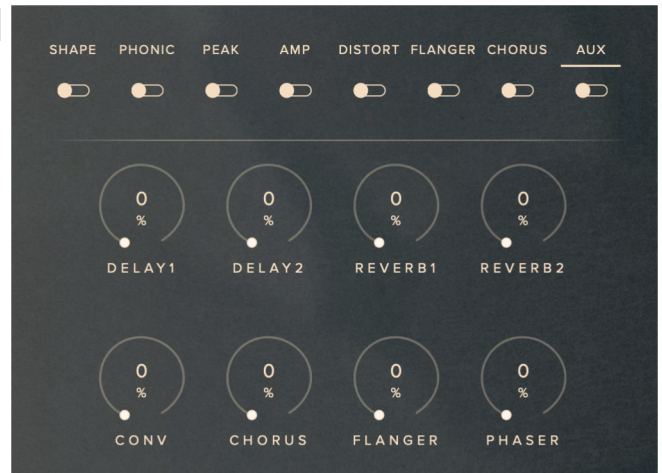 SHAPE PHONIC PEAK AMP DISTORT FLANGER CHORUS AUX
0 0 0 0
% % % %
DELAY1 DELAY2 REVERB1 REVERB2
0 0 0 0
% % % %
CONV CHORUS FLANGER PHASER